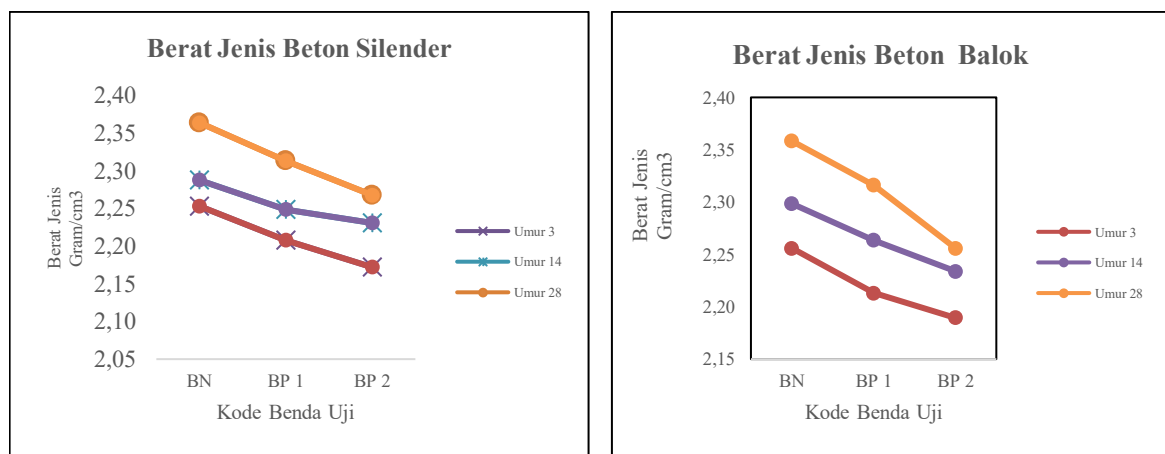 Berat Jenis Beton Silender
Berat Jenis
Gram/cm3
2,40
2,35
2,30
2,25
2,20
2,15
2,10
2,05
BN
BP 1
BP 2
Kode Benda Uji
Umur 3
Umur 14
Umur 28
Berat Jenis Beton Balok
Berat Jenis
Gram/cm3
2,40
2,35
2,30
2,25
2,20
2,15
BN
BP 1
BP 2
Kode Benda Uji
Umur 3
Umur 14
Umur 28